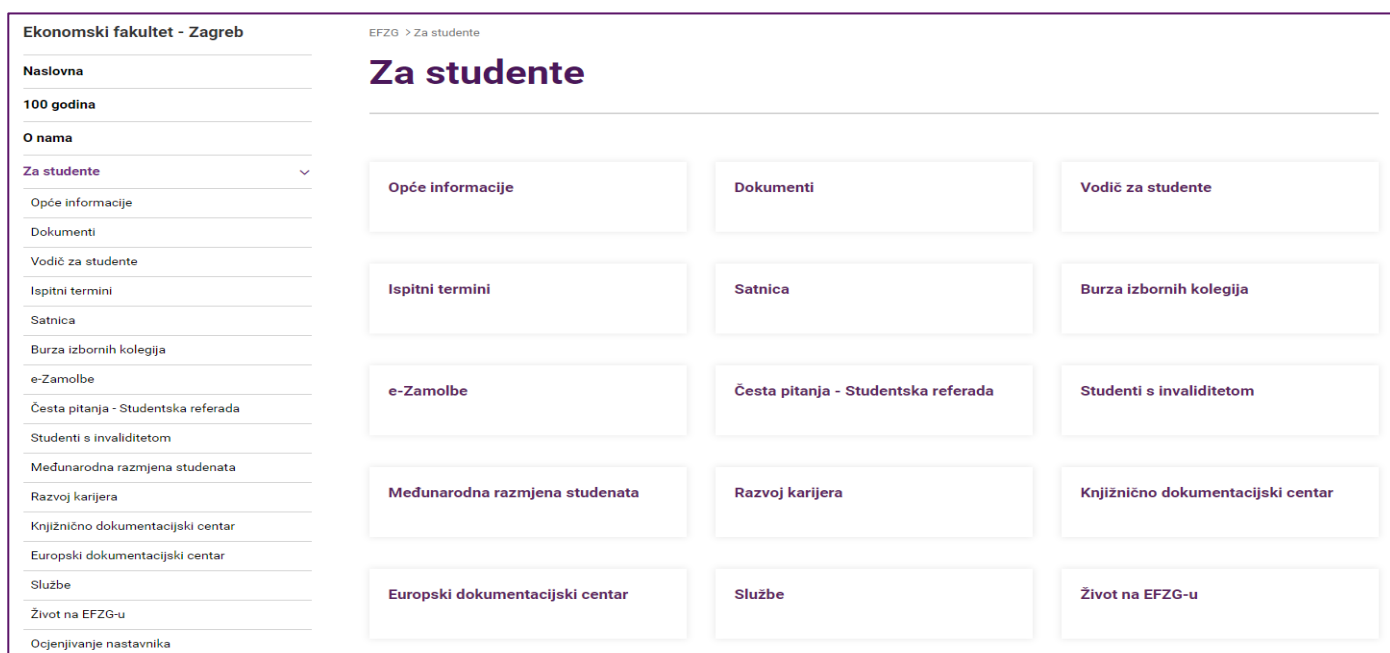 Ekonomski fakultet - Zagreb
Naslovna
100 godina
O nama
Za studente
Opće informacije
Dokumenti
Vodič za studente
Ispitni termini
Satnica
Burza izbornih kolegija
e-Zamolbe
Česta pitanja - Studentska referada
Studenti s invaliditetom
Međunarodna razmjena studenata
Razvoj karijera
Knjižnično dokumentacijski centar
Europski dokumentacijski centar
Službe
Život na EFZG-u
Ocjenjivanje nastavnika
EFZG > Za studente
Za studente
Opće informacije
Dokumenti
Vodič za studente
Ispitni termini
Satnica
Burza izbornih kolegija
e-Zamolbe
Česta pitanja - Studentska referada
Studenti s invaliditetom
Međunarodna razmjena studenata
Razvoj karijera
Knjižnično dokumentacijski centar
Europski dokumentacijski centar
Službe
Život na EFZG-u